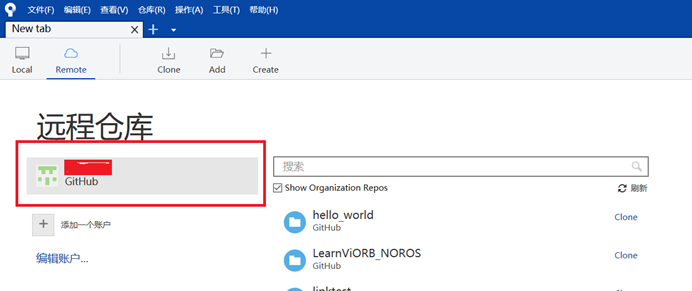 文件(F) 编辑(E) 查看(V) 仓库(R) 操作(A) 工具(T) 帮助(H)
New tab
Local Remote Clone Add Create
远程仓库
GitHub
添加一个账户
编辑账户...
搜索
Show Organization Repos 刷新
hello_world Clone
GitHub
LearnViORB_NOROS Clone
GitHub
linktest